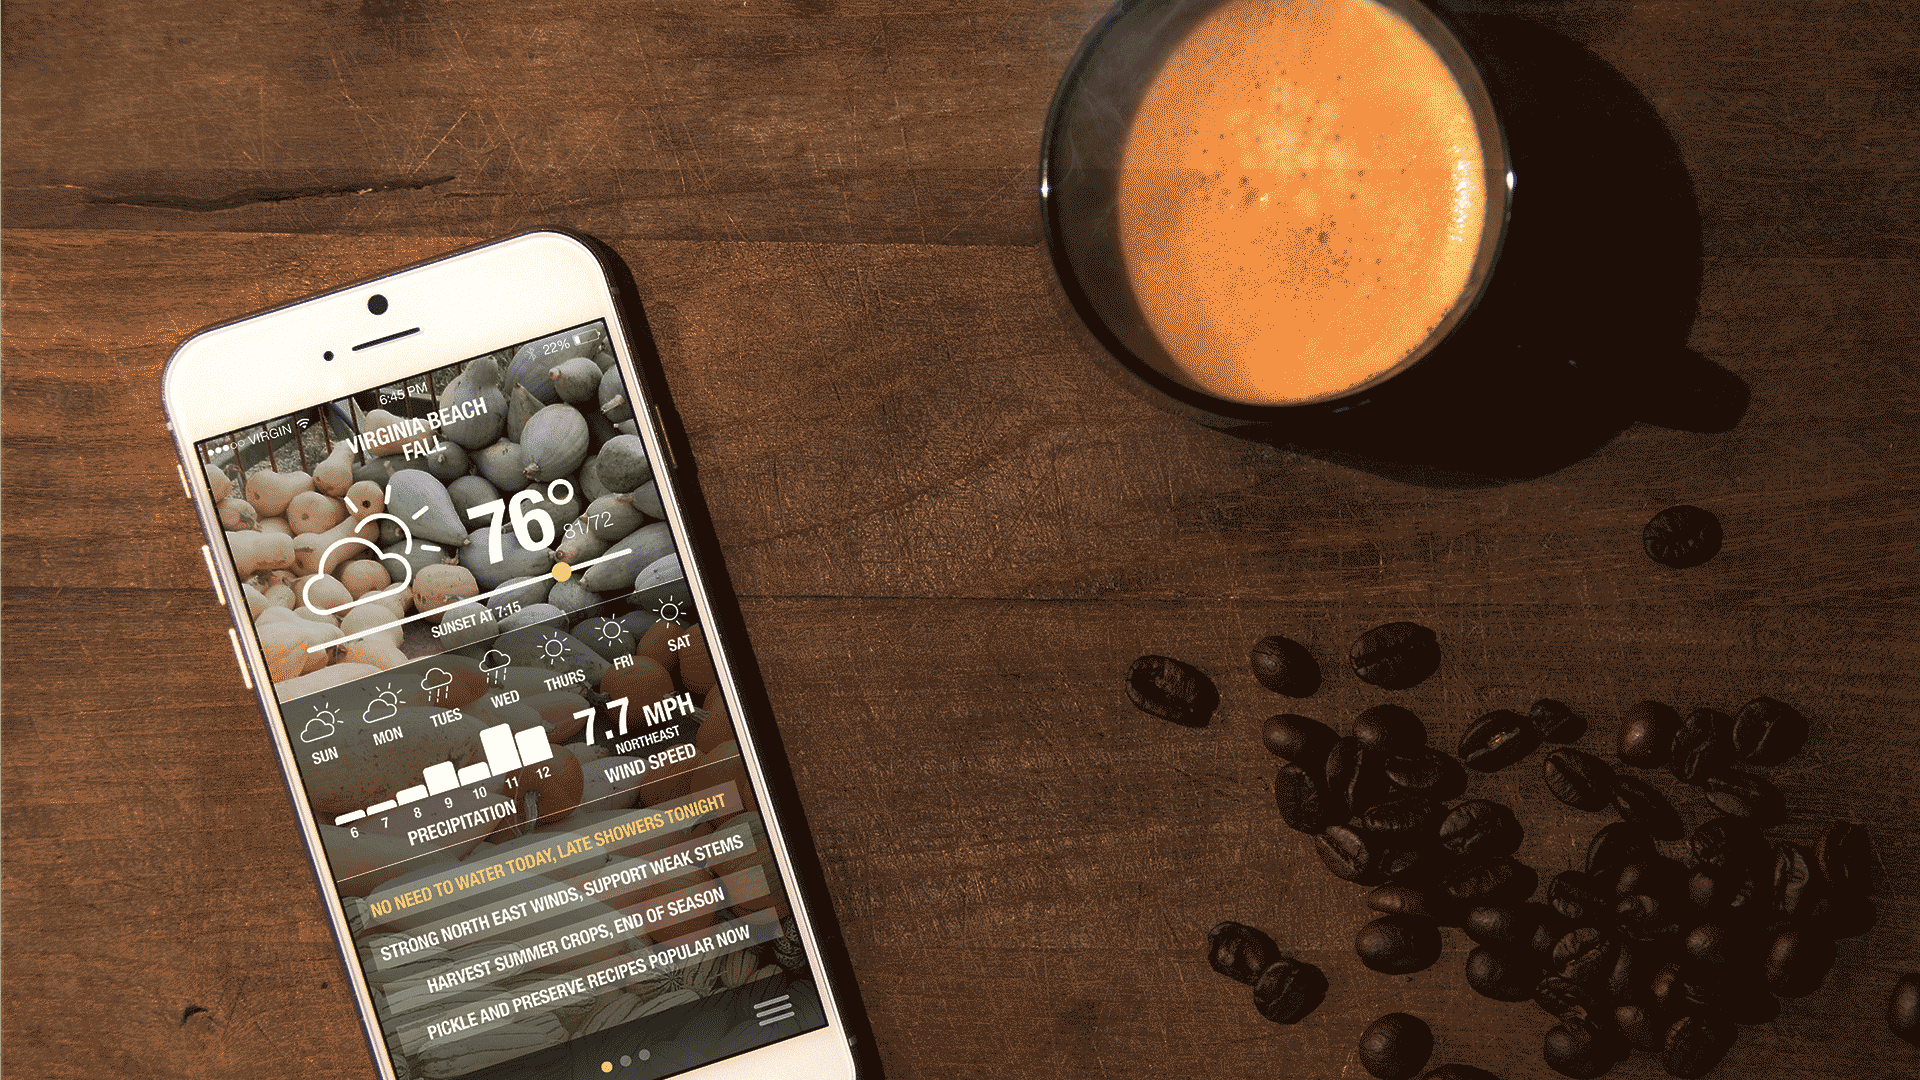 VIRGIN
6:45 PM
22%
VIRGINIA BEACH
FALL
76°
81/72
SUNSET AT 7:15
SUN MON TUES WED THURS FRI SAT
6 7 8 9 10 11 12
PRECIPITATION
7.7 MPH
NORTHEAST
WIND SPEED
NO NEED TO WATER TODAY, LATE SHOWERS TONIGHT
STRONG NORTH EAST WINDS, SUPPORT WEAK STEMS
HARVEST SUMMER CROPS, END OF SEASON
PICKLE AND PRESERVE RECIPES POPULAR NOW